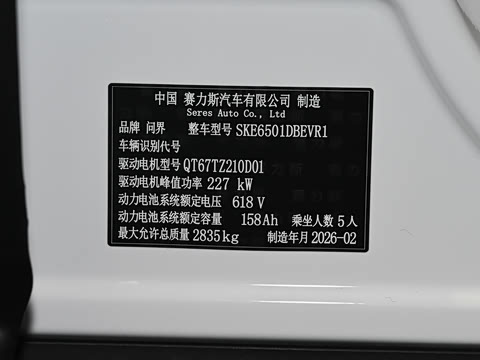 中国 赛力斯汽车有限公司 制造
Seres Auto Co., Ltd
品牌 问界 整车型号 SKE6501DBEVR1
车辆识别代号
驱动电机型号 QT67TZ210D01
驱动电机峰值功率 227 kW
动力电池系统额定电压 618 V
动力电池系统额定容量 158Ah 乘坐人数 5人
最大允许总质量 2835kg 制造年月 2026-02